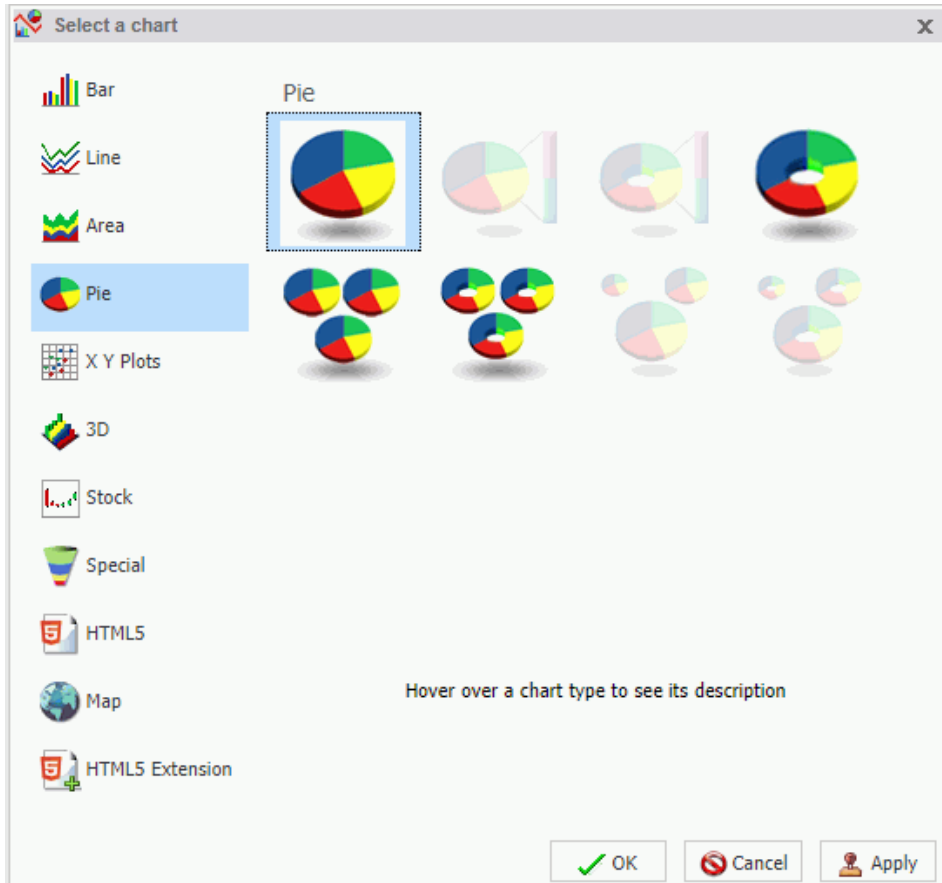 Select a chart
x
Bar
Line
Area
Pie
X Y Plots
3D
Stock
Special
HTML5
Map
HTML5 Extension
Pie
Hover over a chart type to see its description
OK
Cancel
Apply